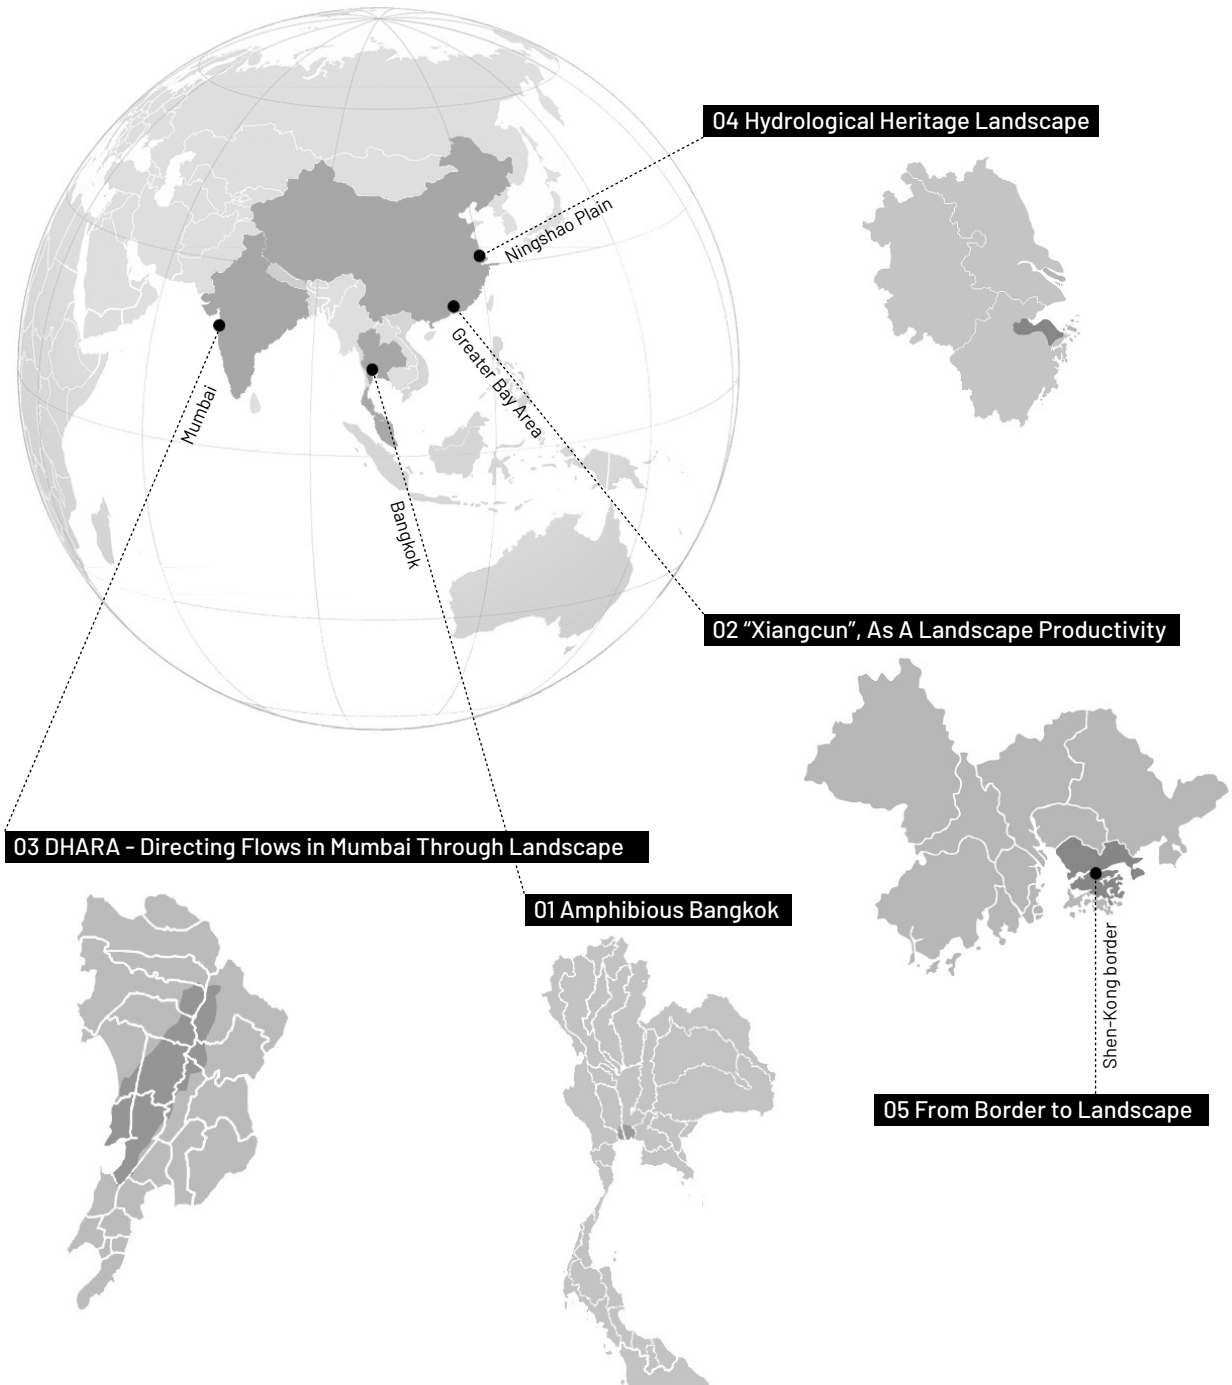 04 Hydrological Heritage Landscape
Ningshao Plain
Greater Bay Area
Mumbai
Bangkok
02 “Xiangcun”, As A Landscape Productivity
03 DHARA - Directing Flows in Mumbai Through Landscape
01 Amphibious Bangkok
Shen-Kong border
05 From Border to Landscape